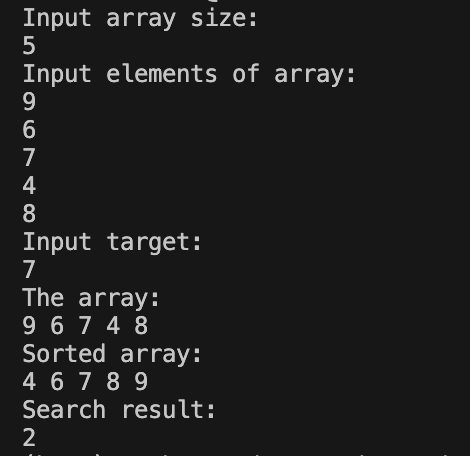 Input array size:
5
Input elements of array:
9
6
7
4
8
Input target:
7
The array:
9 6 7 4 8
Sorted array:
4 6 7 8 9
Search result:
2